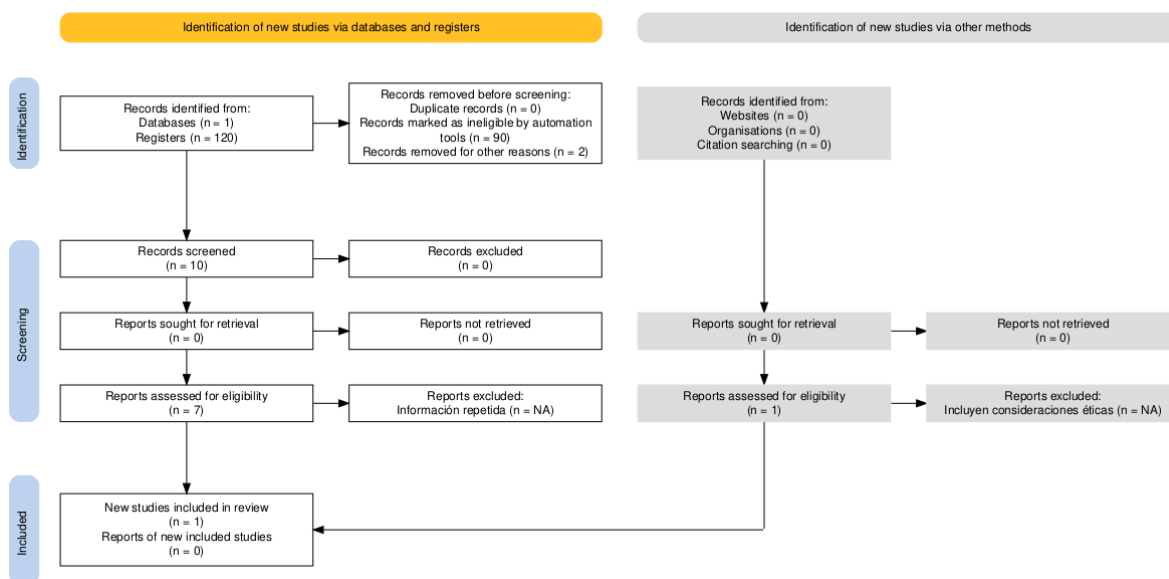 Identification of new studies via databases and registers
Identification of new studies via other methods
Identification
Records identified from:
Databases (n = 1)
Registers (n = 120)
Records removed before screening:
Duplicate records (n = 0)
Records marked as ineligible by automation
tools (n = 90)
Records removed for other reasons (n = 2)
Records identified from:
Websites (n = 0)
Organisations (n = 0)
Citation searching (n = 0)
Screening
Records screened
(n = 10)
Records excluded
(n = 0)
Reports sought for retrieval
(n = 0)
Reports not retrieved
(n = 0)
Reports sought for retrieval
(n = 0)
Reports not retrieved
(n = 0)
Reports assessed for eligibility
(n = 7)
Reports excluded:
Información repetida (n = NA)
Reports assessed for eligibility
(n = 1)
Reports excluded:
Incluyen consideraciones éticas (n = NA)
Included
New studies included in review
(n = 1)
Reports of new included studies
(n = 0)